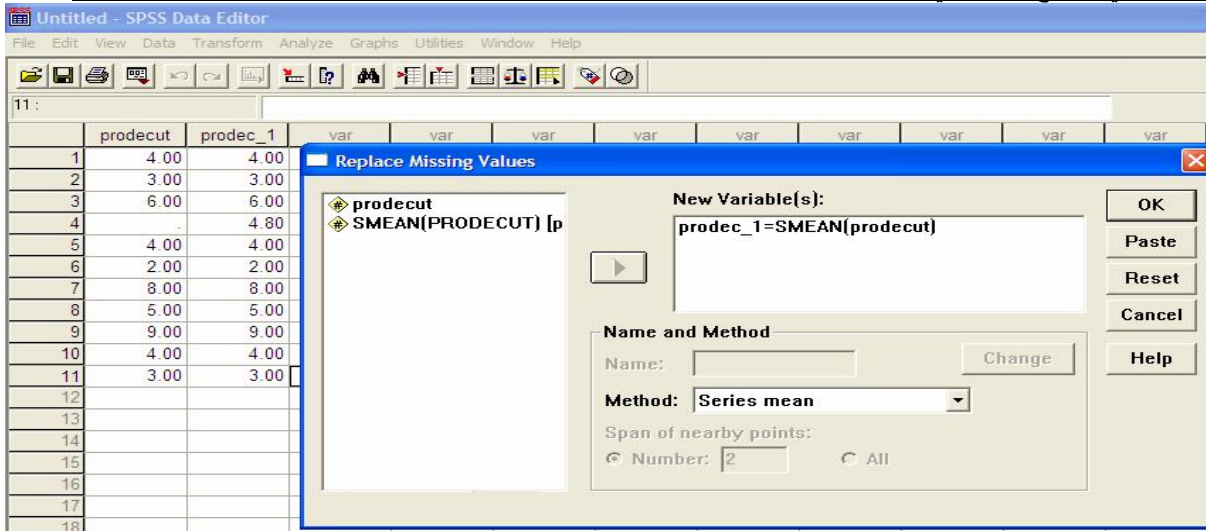 Untitled - SPSS Data Editor
File Edit View Data Transform Analyze Graphs Utilities Window Help
11 :
prodecut prodec_1 var var var var var var var var var
1 4.00 4.00
2 3.00 3.00
3 6.00 6.00
4 . 4.80
5 4.00 4.00
6 2.00 2.00
7 8.00 8.00
8 5.00 5.00
9 9.00 9.00
10 4.00 4.00
11 3.00 3.00
12
13
14
15
16
17
18
Replace Missing Values
prodecut
SMEAN(PRODECUT) [p
New Variable(s):
prodec_1=SMEAN(prodecut)
OK
Paste
Reset
Cancel
Help
Name and Method
Name:
Change
Method: Series mean
Span of nearby points:
Number: 2 All